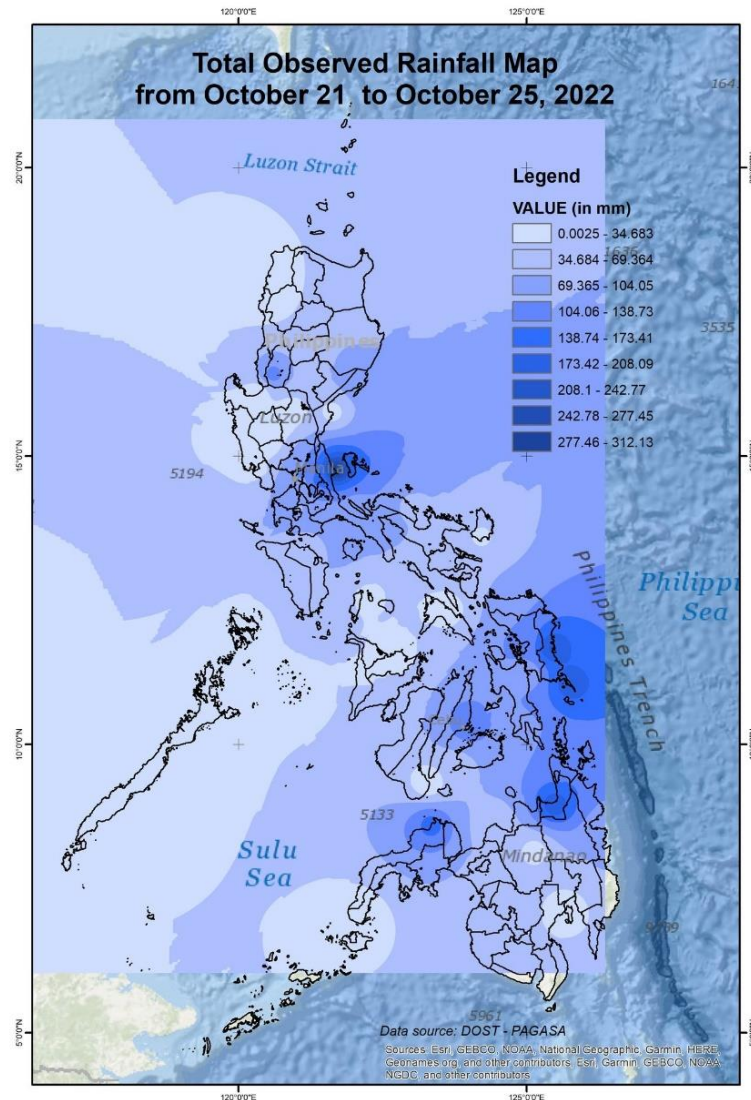 120°0'0"E
125°0'0"E
Total Observed Rainfall Map
from October 21 to October 25, 2022
Luzon Strait
20°0'0"N
Legend
VALUE (in mm)
0.0025 - 34.683
34.684 - 69.364
69.365 - 104.05
104.06 - 138.73
138.74 - 173.41
173.42 - 208.09
208.1 - 242.77
242.78 - 277.45
277.46 - 312.13
3535
Philippines
Luzon
15°0'0"N
5194
Manila
Philippines Trench
Philippi
Sea
10°0'0"N
5133
Sulu
Sea
Mindanao
5961
5°0'0"N
Data source: DOST - PAGASA
Sources: Esri, GEBCO, NOAA, National Geographic, Garmin, HERE,
Geonames.org, and other contributors, Esri, Garmin, GEBCO, NOAA
NGDC, and other contributors
120°0'0"E
125°0'0"E